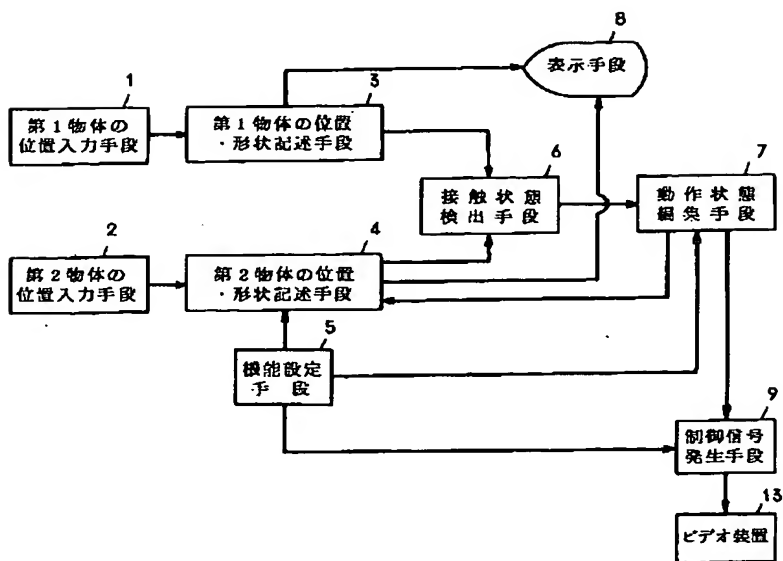 8
表示手段
1
第1物体の
位置入力手段
3
第1物体の位置
・形状記述手段
6
接触状態
検出手段
7
動作状態
編集手段
2
第2物体の
位置入力手段
4
第2物体の位置
・形状記述手段
5
機能設定
手段
9
制御信号
発生手段
13
ビデオ装置